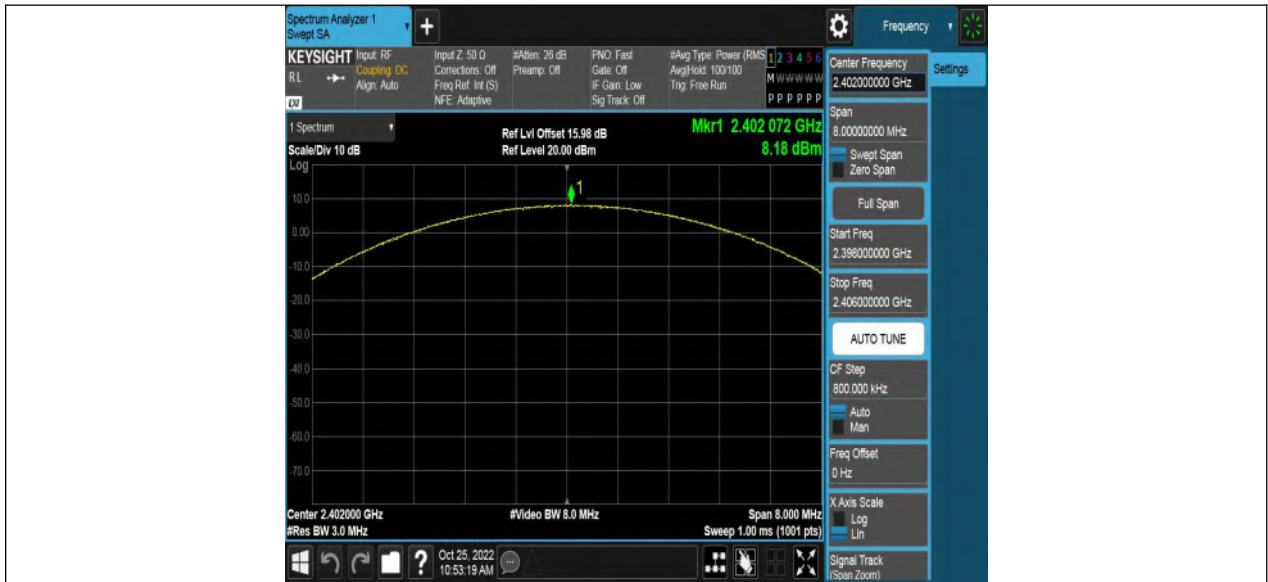 Spectrum Analyzer 1
Swept SA
+
Frequency
KEYSIGHT Input: RF Input Z: 50 Ω #Atten: 26 dB PNO: Fast #Avg Type: Power (RMS 1 2 3 4 5 6
RL Coupling: DC Corrections: Off Preamp: Off Gate: Off Avg|Hold: 100/100 M W W W W W
Align: Auto Freq Ref: Int (S) IF Gain: Low Trig: Free Run
LXI NFE: Adaptive Sig Track: Off P P P P P P
Center Frequency
2.402000000 GHz
Settings
Span
8.00000000 MHz
Swept Span
Zero Span
Full Span
Start Freq
2.398000000 GHz
Stop Freq
2.406000000 GHz
AUTO TUNE
CF Step
800.000 kHz
Auto
Man
Freq Offset
0 Hz
X Axis Scale
Log
Lin
Signal Track
(Span Zoom)
1 Spectrum
Ref Lvl Offset 15.98 dB
Mkr1 2.402 072 GHz
Scale/Div 10 dB
Ref Level 20.00 dBm
8.18 dBm
Log
1
10.0
0.00
-10.0
-20.0
-30.0
-40.0
-50.0
-60.0
-70.0
Center 2.402000 GHz #Video BW 8.0 MHz Span 8.000 MHz
#Res BW 3.0 MHz Sweep 1.00 ms (1001 pts)
? Oct 25, 2022
10:53:19 AM